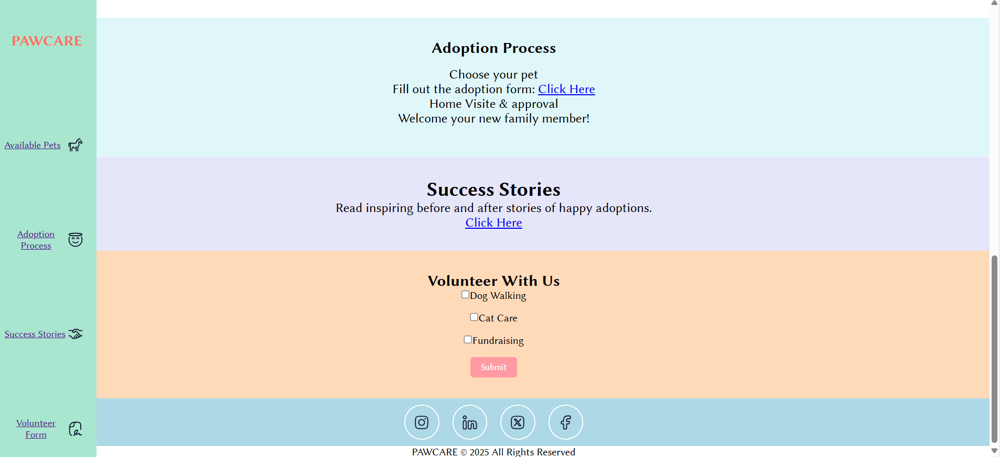 PAWCARE
Available Pets
Adoption
Process
Success Stories
Volunteer
Form
Adoption Process
Choose your pet
Fill out the adoption form: Click Here
Home Visite & approval
Welcome your new family member!
Success Stories
Read inspiring before and after stories of happy adoptions.
Click Here
Volunteer With Us
Dog Walking
Cat Care
Fundraising
Submit
PAWCARE © 2025 All Rights Reserved